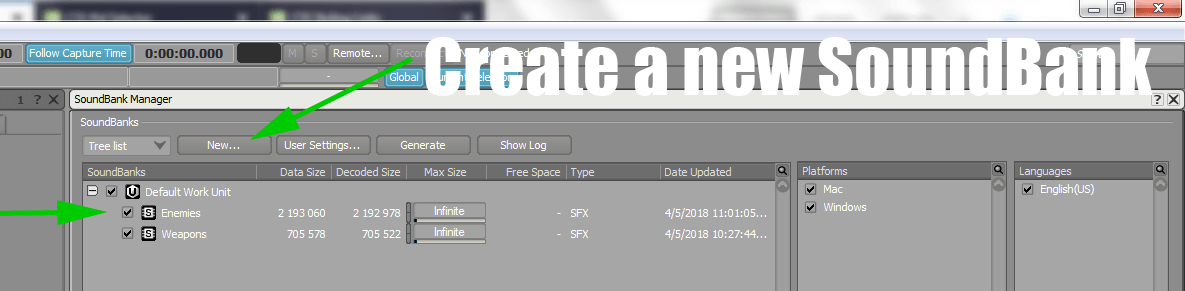 00 Follow Capture Time 0:00:00.000 M S Remote...
Create a new SoundBank
- Global
1 ? X SoundBank Manager ? X
SoundBanks
Tree list New... User Settings... Generate Show Log
SoundBanks Data Size Decoded Size Max Size Free Space Type Date Updated Platforms Languages
Default Work Unit Mac English(US)
Enemies 2 193 060 2 192 978 Infinite - SFX 4/5/2018 11:01:05... Windows
Weapons 705 578 705 522 Infinite - SFX 4/5/2018 10:27:44...